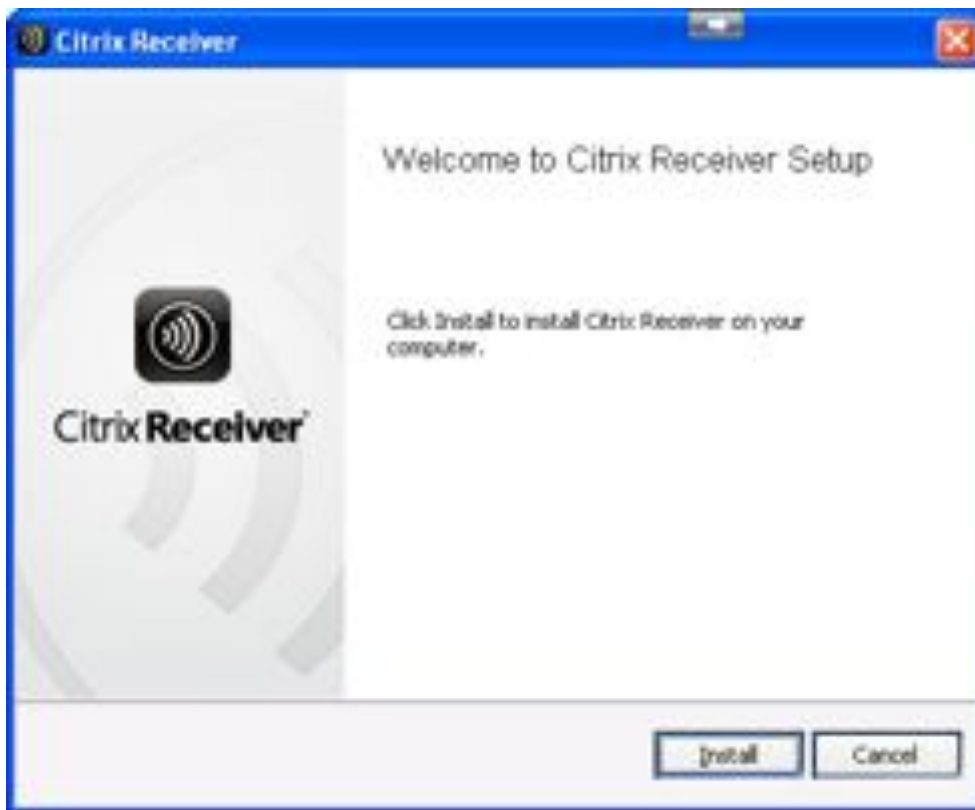 Citrix Receiver
Welcome to Citrix Receiver Setup
Click Install to install Citrix Receiver on your
computer.
Citrix Receiver
Install
Cancel